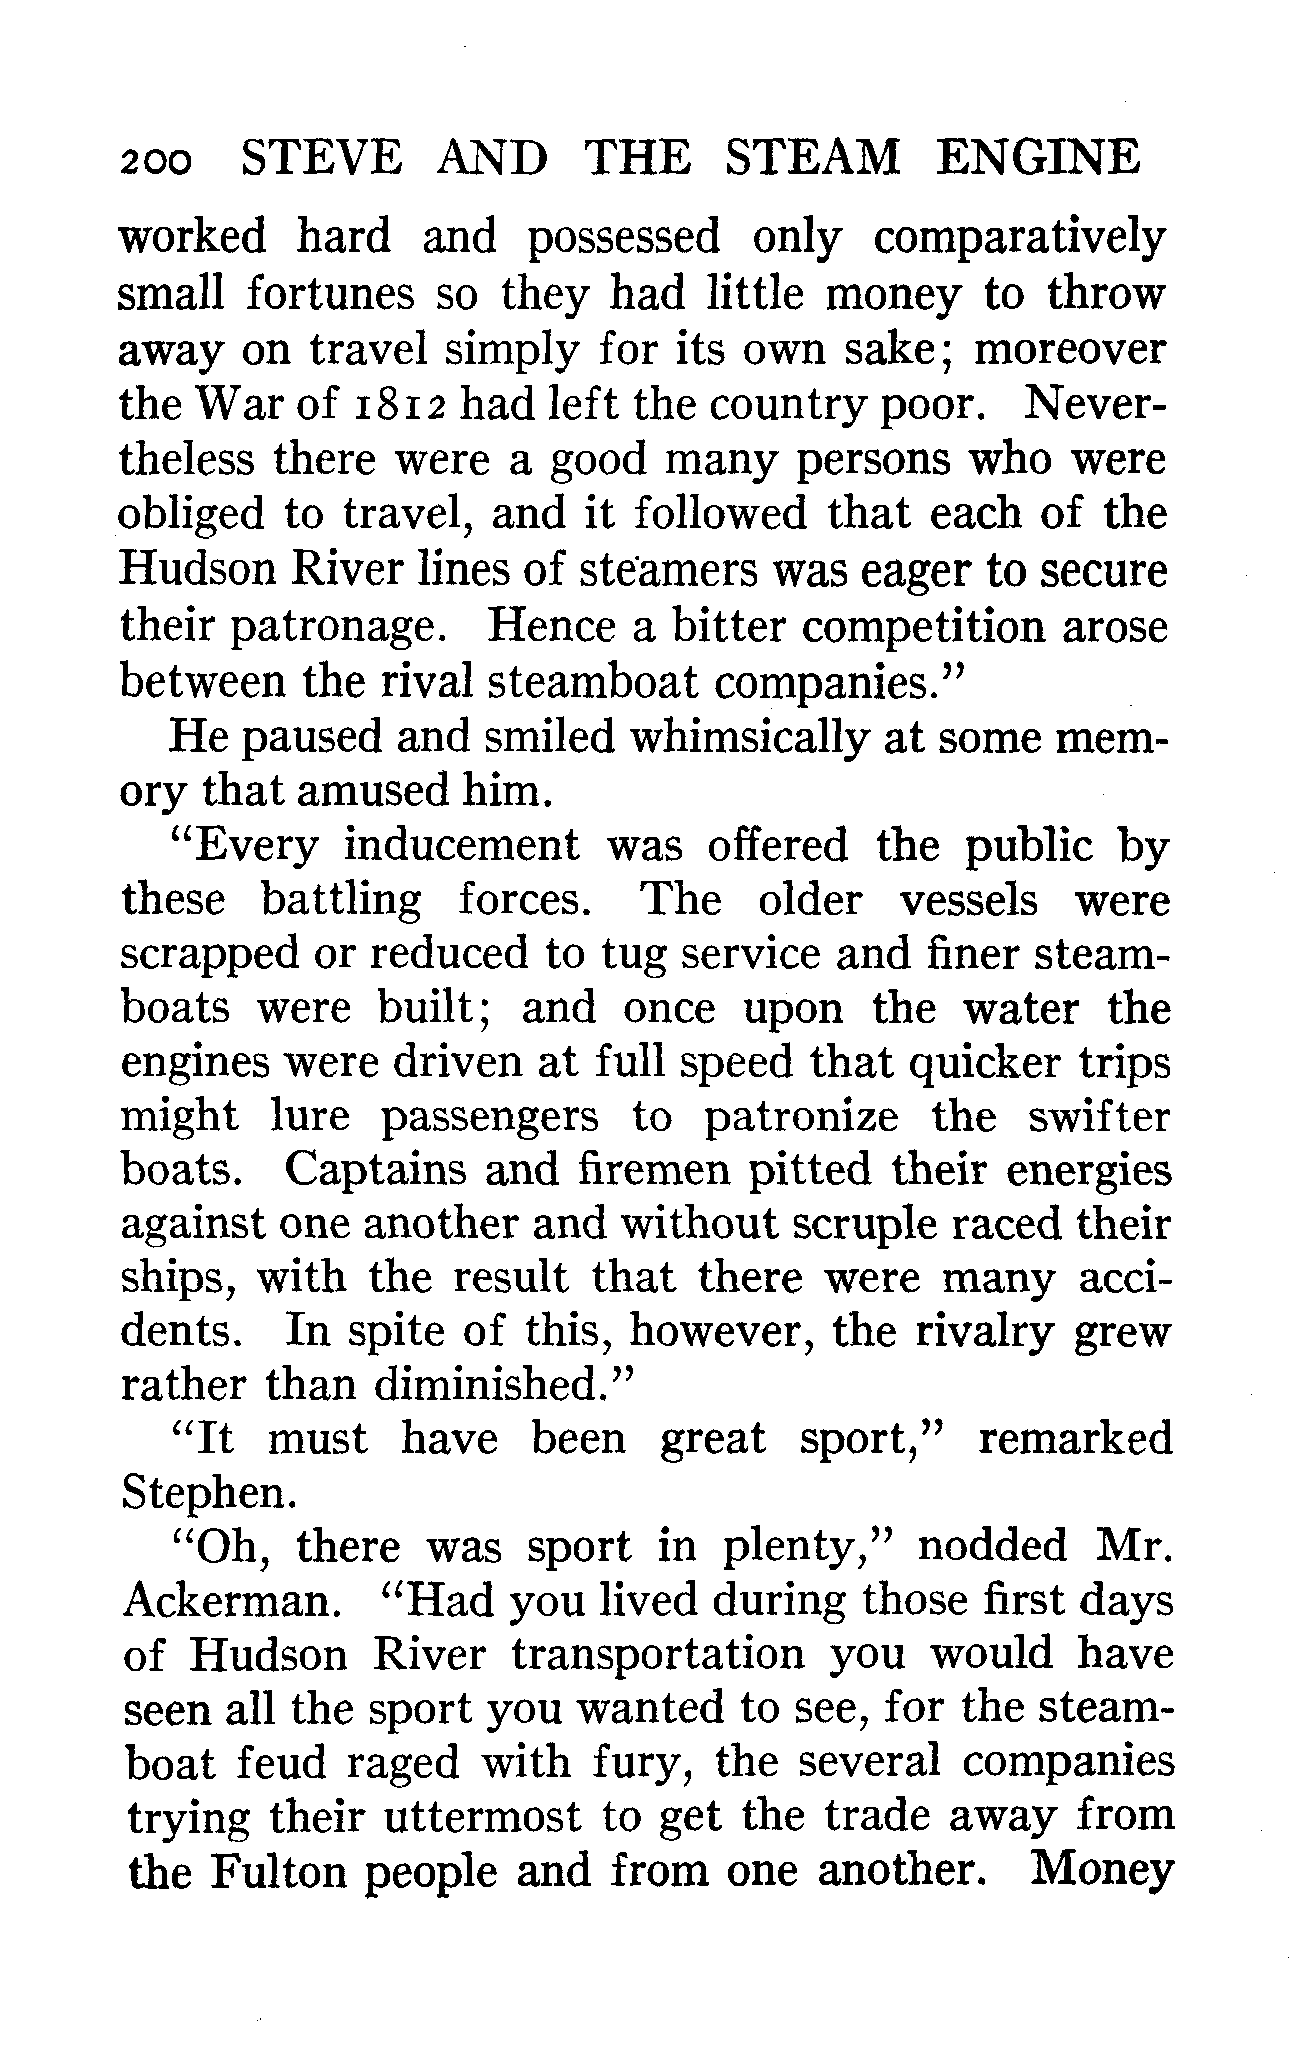 200 STEVE AND THE STEAM ENGINE
worked hard and possessed only comparatively
small fortunes so they had little money to throw
away on travel simply for its own sake; moreover
the War of 1812 had left the country poor. Never-
theless there were a good many persons who were
obliged to travel, and it followed that each of the
Hudson River lines of steamers was eager to secure
their patronage. Hence a bitter competition arose
between the rival steamboat companies."
He paused and smiled whimsically at some mem-
ory that amused him.
"Every inducement was offered the public by
these battling forces. The older vessels were
scrapped or reduced to tug service and finer steam-
boats were built; and once upon the water the
engines were driven at full speed that quicker trips
might lure passengers to patronize the swifter
boats. Captains and firemen pitted their energies
against one another and without scruple raced their
ships, with the result that there were many acci-
dents. In spite of this, however, the rivalry grew
rather than diminished."
"It must have been great sport," remarked
Stephen.
"Oh, there was sport in plenty," nodded Mr.
Ackerman. "Had you lived during those first days
of Hudson River transportation you would have
seen all the sport you wanted to see, for the steam-
boat feud raged with fury, the several companies
trying their uttermost to get the trade away from
the Fulton people and from one another. Money